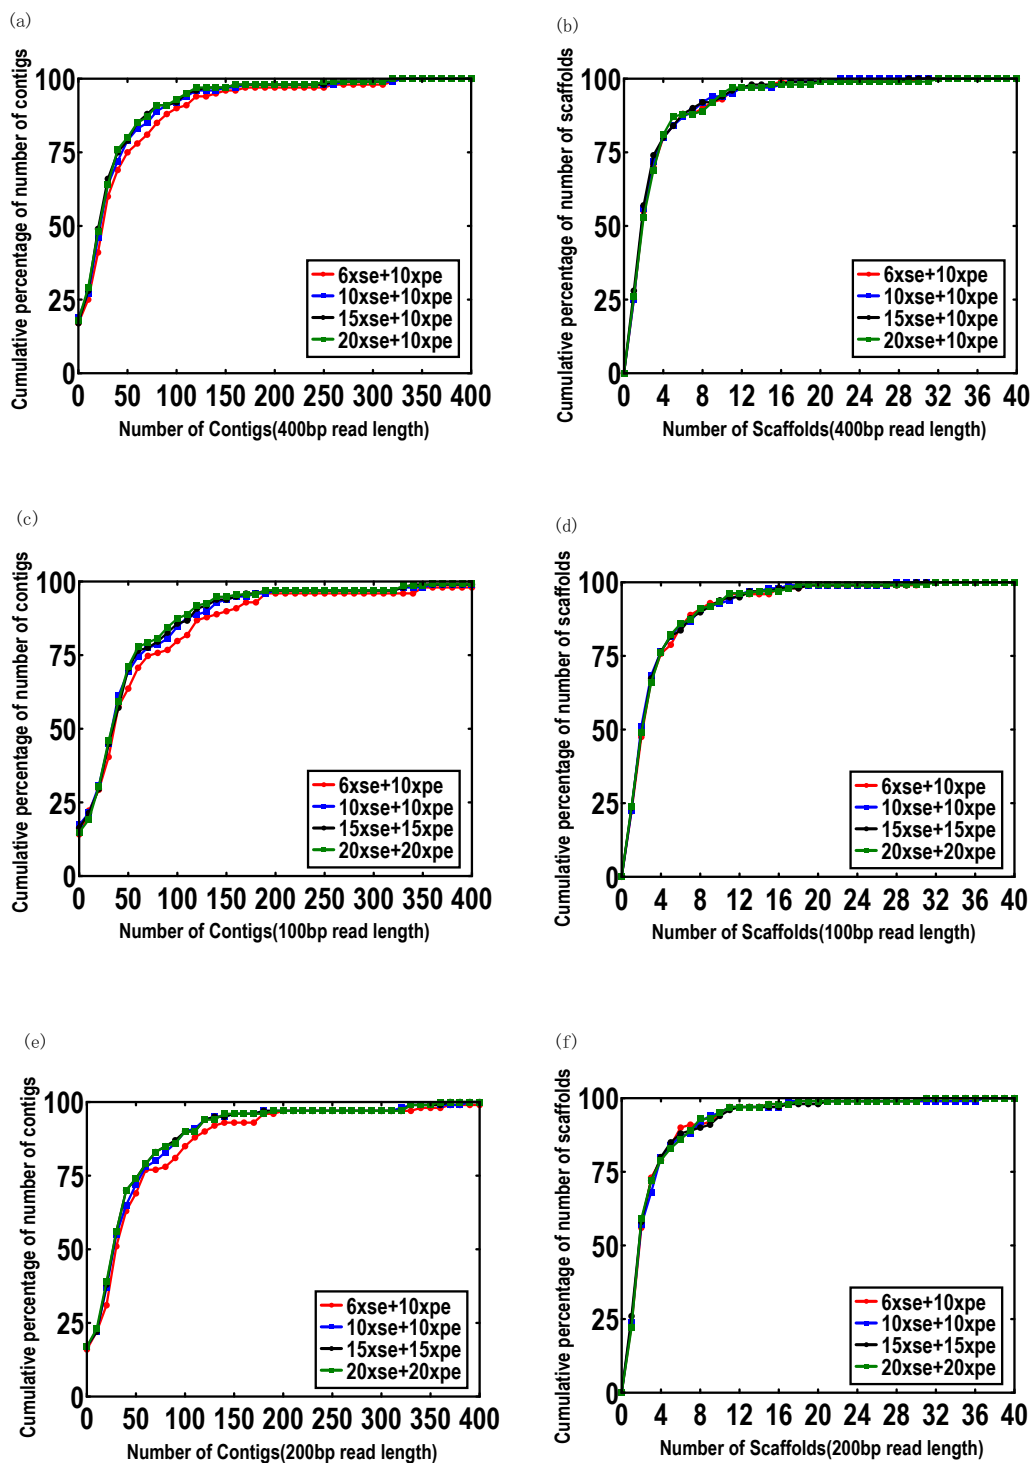 (a)
Cumulative percentage of number of contigs
100
75
50
25
0
6xse+10xpe
10xse+10xpe
15xse+10xpe
20xse+10xpe
0 50 100 150 200 250 300 350 400
Number of Contigs(400bp read length)
(b)
Cumulative percentage of number of scaffolds
100
75
50
25
0
6xse+10xpe
10xse+10xpe
15xse+10xpe
20xse+10xpe
0 4 8 12 16 20 24 28 32 36 40
Number of Scaffolds(400bp read length)
(c)
Cumulative percentage of number of contigs
100
75
50
25
0
6xse+10xpe
10xse+10xpe
15xse+15xpe
20xse+20xpe
0 50 100 150 200 250 300 350 400
Number of Contigs(100bp read length)
(d)
Cumulative percentage of number of scaffolds
100
75
50
25
0
6xse+10xpe
10xse+10xpe
15xse+15xpe
20xse+20xpe
0 4 8 12 16 20 24 28 32 36 40
Number of Scaffolds(100bp read length)
(e)
Cumulative percentage of number of contigs
100
75
50
25
0
6xse+10xpe
10xse+10xpe
15xse+15xpe
20xse+20xpe
0 50 100 150 200 250 300 350 400
Number of Contigs(200bp read length)
(f)
Cumulative percentage of number of scaffolds
100
75
50
25
0
6xse+10xpe
10xse+10xpe
15xse+15xpe
20xse+20xpe
0 4 8 12 16 20 24 28 32 36 40
Number of Scaffolds(200bp read length)